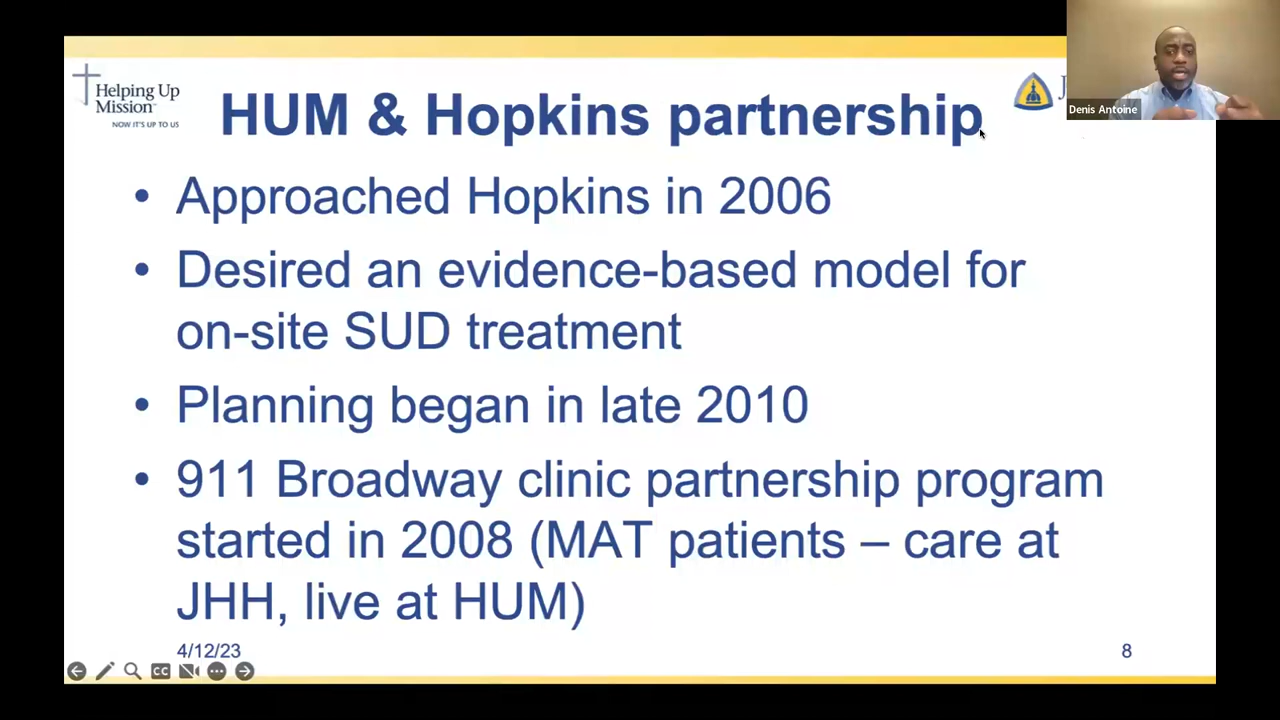 Helping Up
Mission
NOW IT'S UP TO US
HUM & Hopkins partnership
Denis Antoine
• Approached Hopkins in 2006
• Desired an evidence-based model for
on-site SUD treatment
• Planning began in late 2010
• 911 Broadway clinic partnership program
started in 2008 (MAT patients – care at
JHH, live at HUM)
4/12/23
8
CC